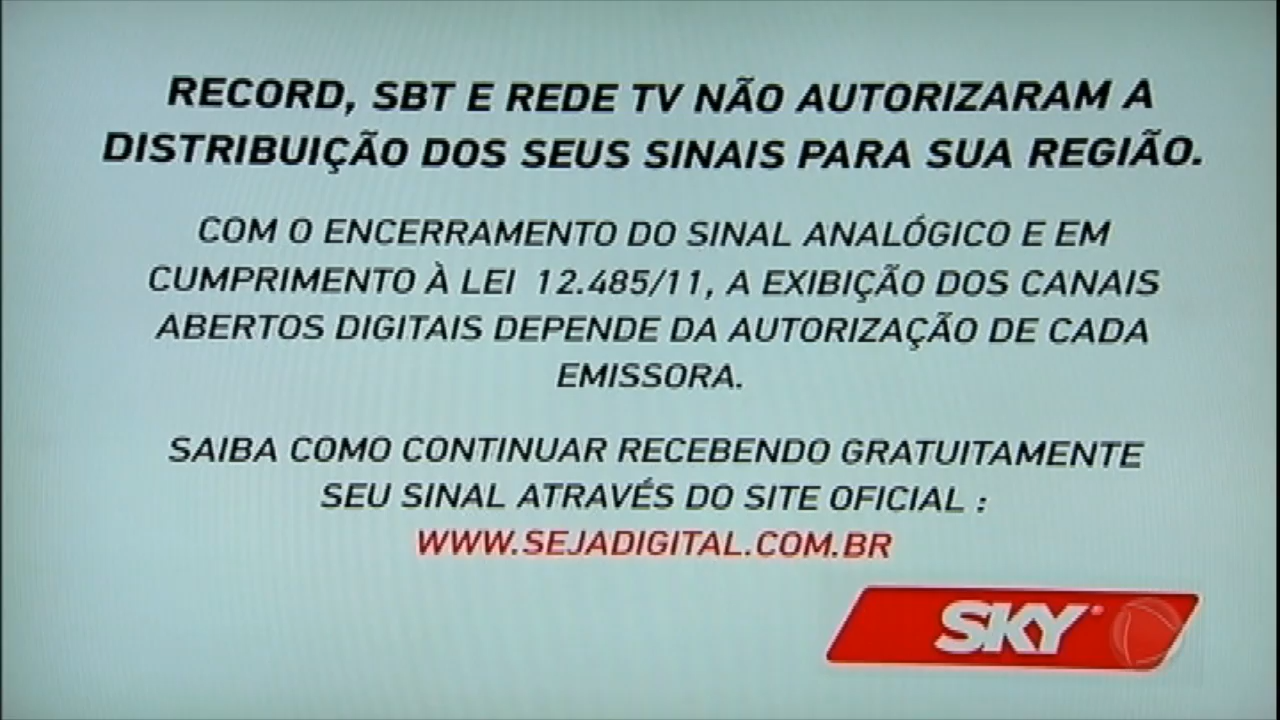 RECORD, SBT E REDE TV NÃO AUTORIZARAM A
DISTRIBUIÇÃO DOS SEUS SINAIS PARA SUA REGIÃO.
COM O ENCERRAMENTO DO SINAL ANALÓGICO E EM
CUMPRIMENTO À LEI 12.485/11, A EXIBIÇÃO DOS CANAIS
ABERTOS DIGITAIS DEPENDE DA AUTORIZAÇÃO DE CADA
EMISSORA.
SAIBA COMO CONTINUAR RECEBENDO GRATUITAMENTE
SEU SINAL ATRAVÉS DO SITE OFICIAL :
WWW.SEJADIGITAL.COM.BR
SKY®